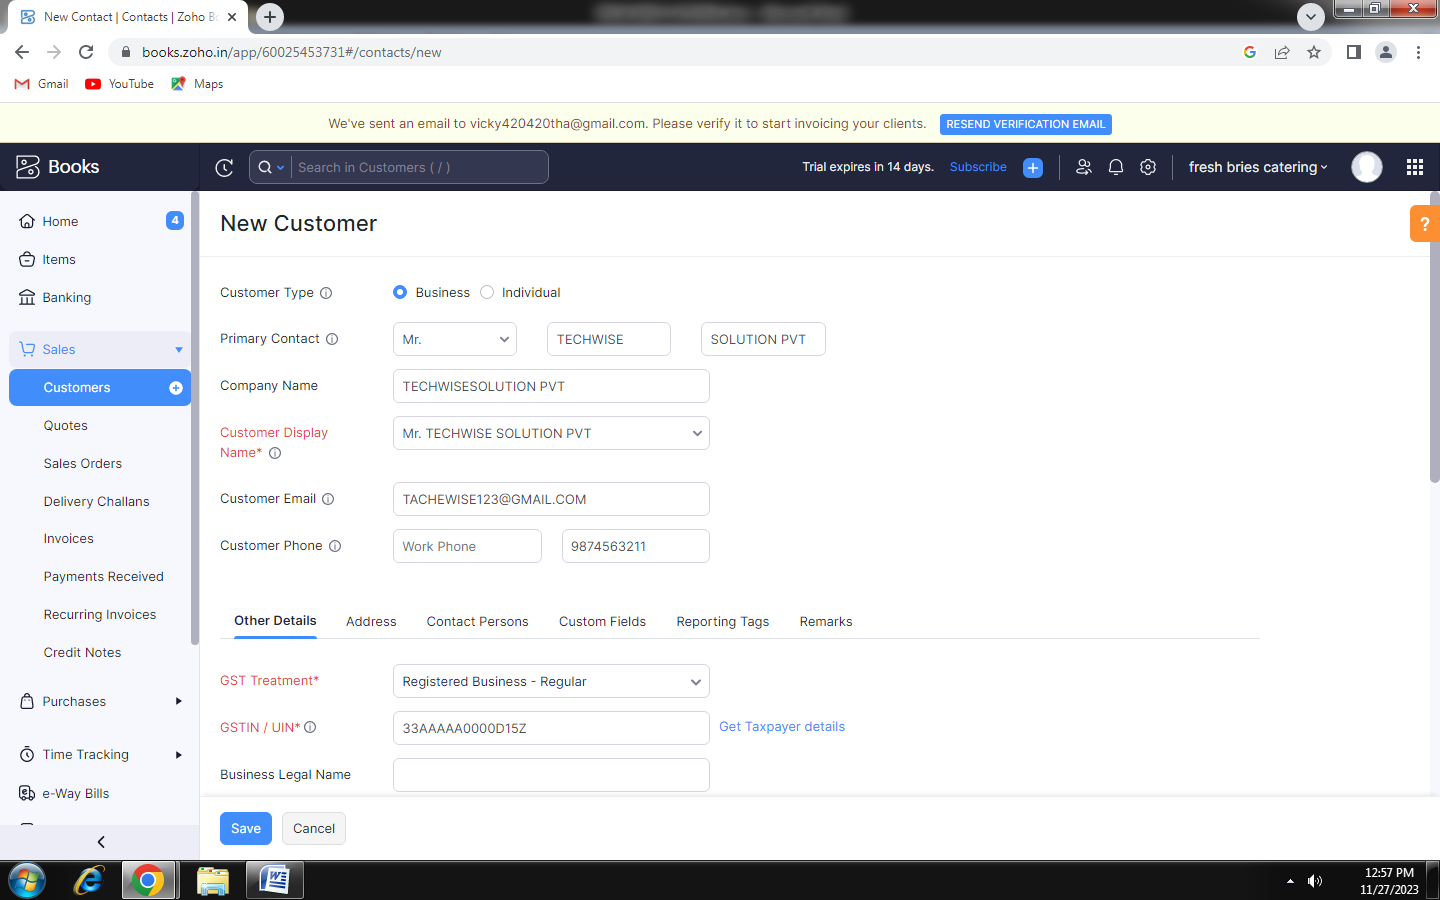 New Contact | Contacts | Zoho Bo
books.zoho.in/app/60025453731#/contacts/new
Gmail YouTube Maps
We've sent an email to vicky420420tha@gmail.com. Please verify it to start invoicing your clients. RESEND VERIFICATION EMAIL
Books
Search in Customers ( / )
Trial expires in 14 days. Subscribe
fresh bries catering
Home 4
Items
Banking
Sales
Customers
Quotes
Sales Orders
Delivery Challans
Invoices
Payments Received
Recurring Invoices
Credit Notes
Purchases
Time Tracking
e-Way Bills
New Customer
?
Customer Type Business Individual
Primary Contact Mr. TECHWISE SOLUTION PVT
Company Name TECHWISESOLUTION PVT
Customer Display
Name* Mr. TECHWISE SOLUTION PVT
Customer Email TACHEWISE123@GMAIL.COM
Customer Phone Work Phone 9874563211
Other Details Address Contact Persons Custom Fields Reporting Tags Remarks
GST Treatment* Registered Business - Regular
GSTIN / UIN* 33AAAAA0000D15Z Get Taxpayer details
Business Legal Name
Save Cancel
12:57 PM
11/27/2023